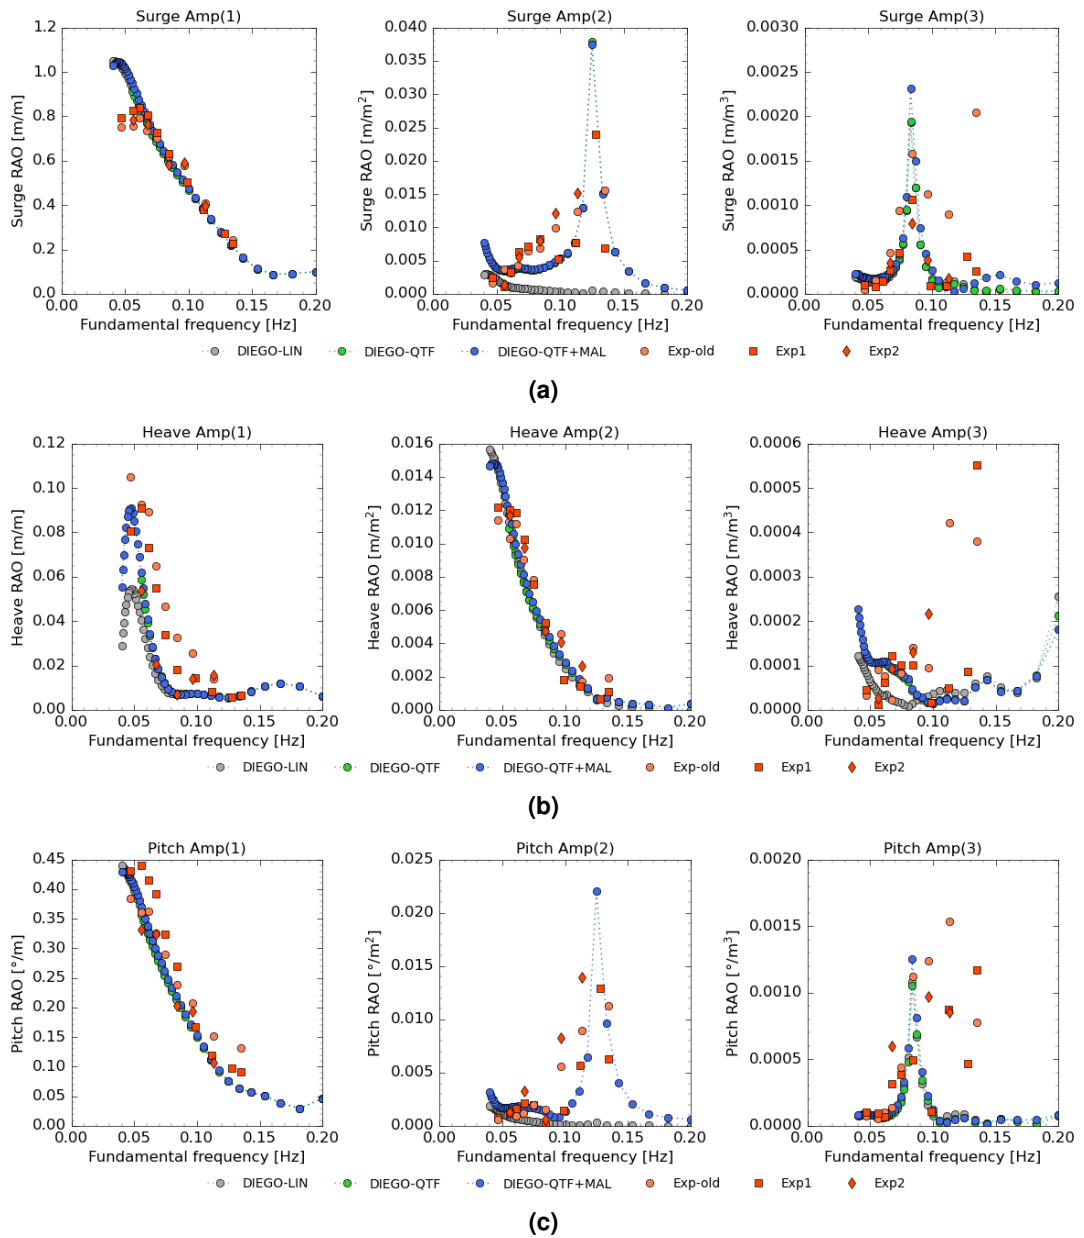 Surge Amp(1) Surge Amp(2) Surge Amp(3)
1.2 0.040 0.0030
1.0 0.035 0.0025
0.8 0.030 0.0020
0.6 0.025 0.0015
0.4 0.020 0.0010
0.2 0.015 0.0005
0.0 0.010 0.0000
0.005
0.000
Surge RAO [m/m] Surge RAO [m/m²] Surge RAO [m/m³]
0.00 0.05 0.10 0.15 0.20 0.00 0.05 0.10 0.15 0.20 0.00 0.05 0.10 0.15 0.20
Fundamental frequency [Hz] Fundamental frequency [Hz] Fundamental frequency [Hz]
DIEGO-LIN DIEGO-QTF DIEGO-QTF+MAL Exp-old Exp1 Exp2
(a)
Heave Amp(1) Heave Amp(2) Heave Amp(3)
0.12 0.016 0.0006
0.10 0.014 0.0005
0.08 0.012 0.0004
0.06 0.010 0.0003
0.04 0.008 0.0002
0.02 0.006 0.0001
0.00 0.004 0.0000
0.002
0.000
Heave RAO [m/m] Heave RAO [m/m²] Heave RAO [m/m³]
0.00 0.05 0.10 0.15 0.20 0.00 0.05 0.10 0.15 0.20 0.00 0.05 0.10 0.15 0.20
Fundamental frequency [Hz] Fundamental frequency [Hz] Fundamental frequency [Hz]
DIEGO-LIN DIEGO-QTF DIEGO-QTF+MAL Exp-old Exp1 Exp2
(b)
Pitch Amp(1) Pitch Amp(2) Pitch Amp(3)
0.45 0.025 0.0020
0.40 0.020 0.0015
0.35 0.015 0.0010
0.30 0.010 0.0005
0.25 0.005 0.0000
0.20 0.000
0.15
0.10
0.05
0.00
Pitch RAO [°/m] Pitch RAO [°/m²] Pitch RAO [°/m³]
0.00 0.05 0.10 0.15 0.20 0.00 0.05 0.10 0.15 0.20 0.00 0.05 0.10 0.15 0.20
Fundamental frequency [Hz] Fundamental frequency [Hz] Fundamental frequency [Hz]
DIEGO-LIN DIEGO-QTF DIEGO-QTF+MAL Exp-old Exp1 Exp2
(c)